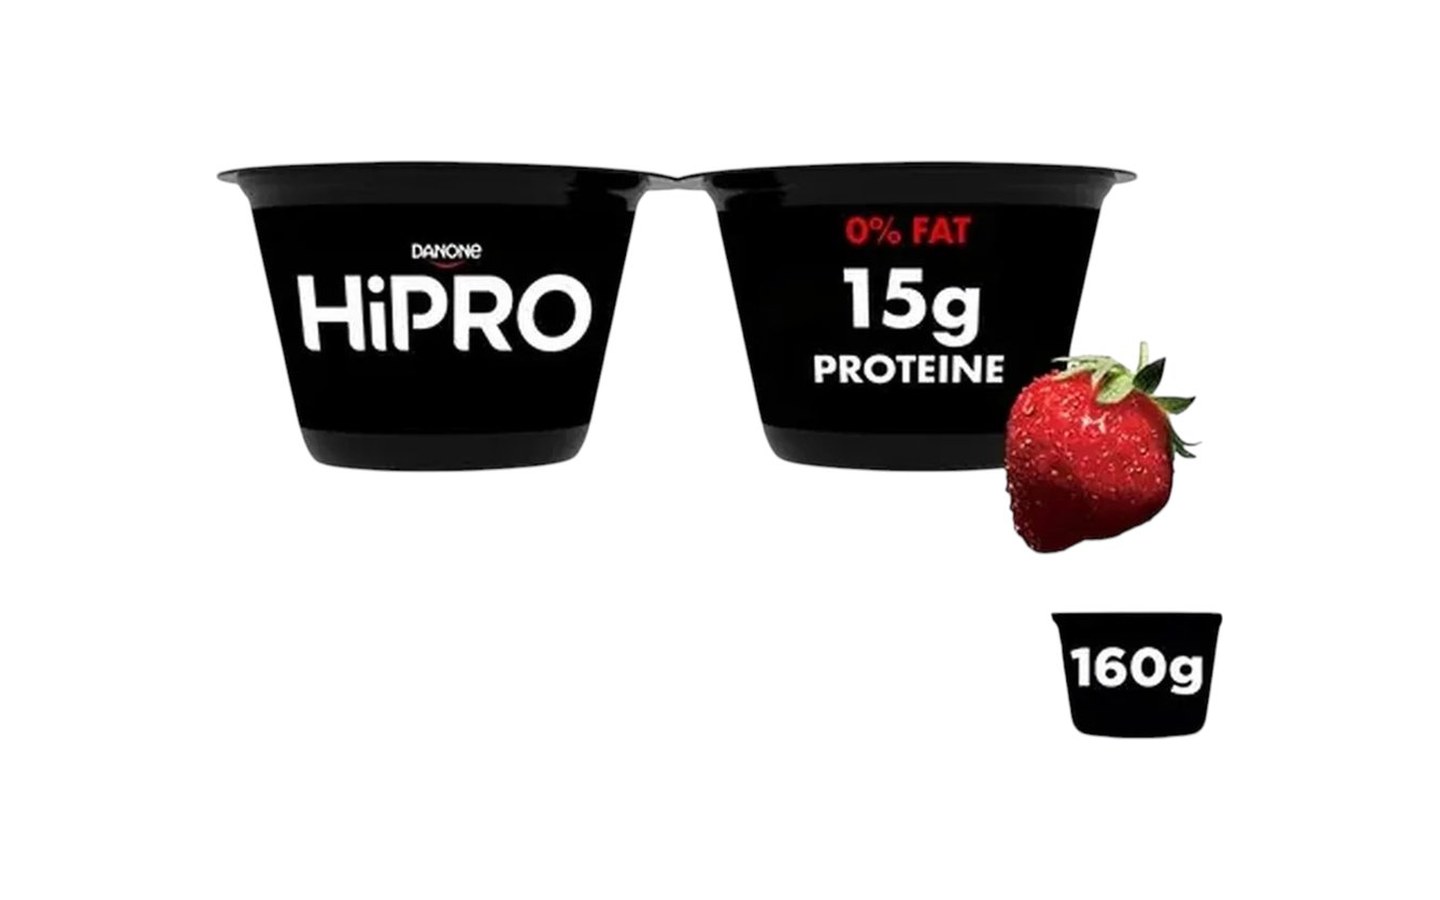 DANONE
HiPRO
0% FAT
15g
PROTEINE
160g